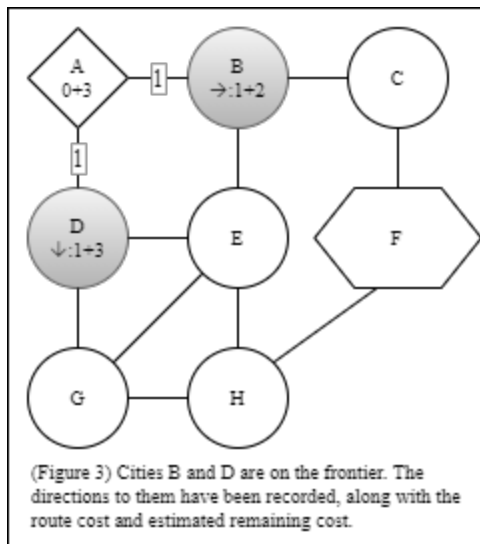 A
0+3
1
B
→:1+2
C
1
D
↓:1+3
E
F
G
H
(Figure 3) Cities B and D are on the frontier. The
directions to them have been recorded, along with the
route cost and estimated remaining cost.